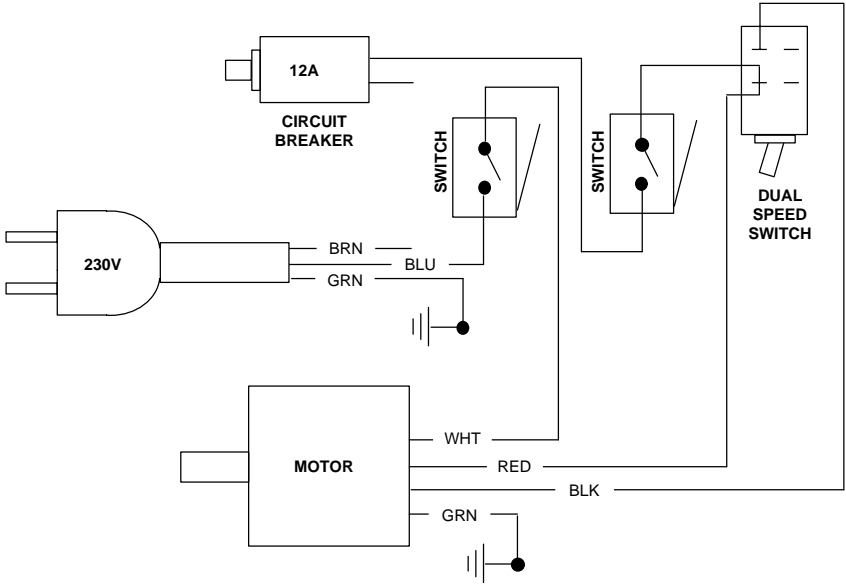 12A
CIRCUIT
BREAKER
SWITCH
SWITCH
DUAL
SPEED
SWITCH
230V
BRN
BLU
GRN
MOTOR
WHT
RED
BLK
GRN